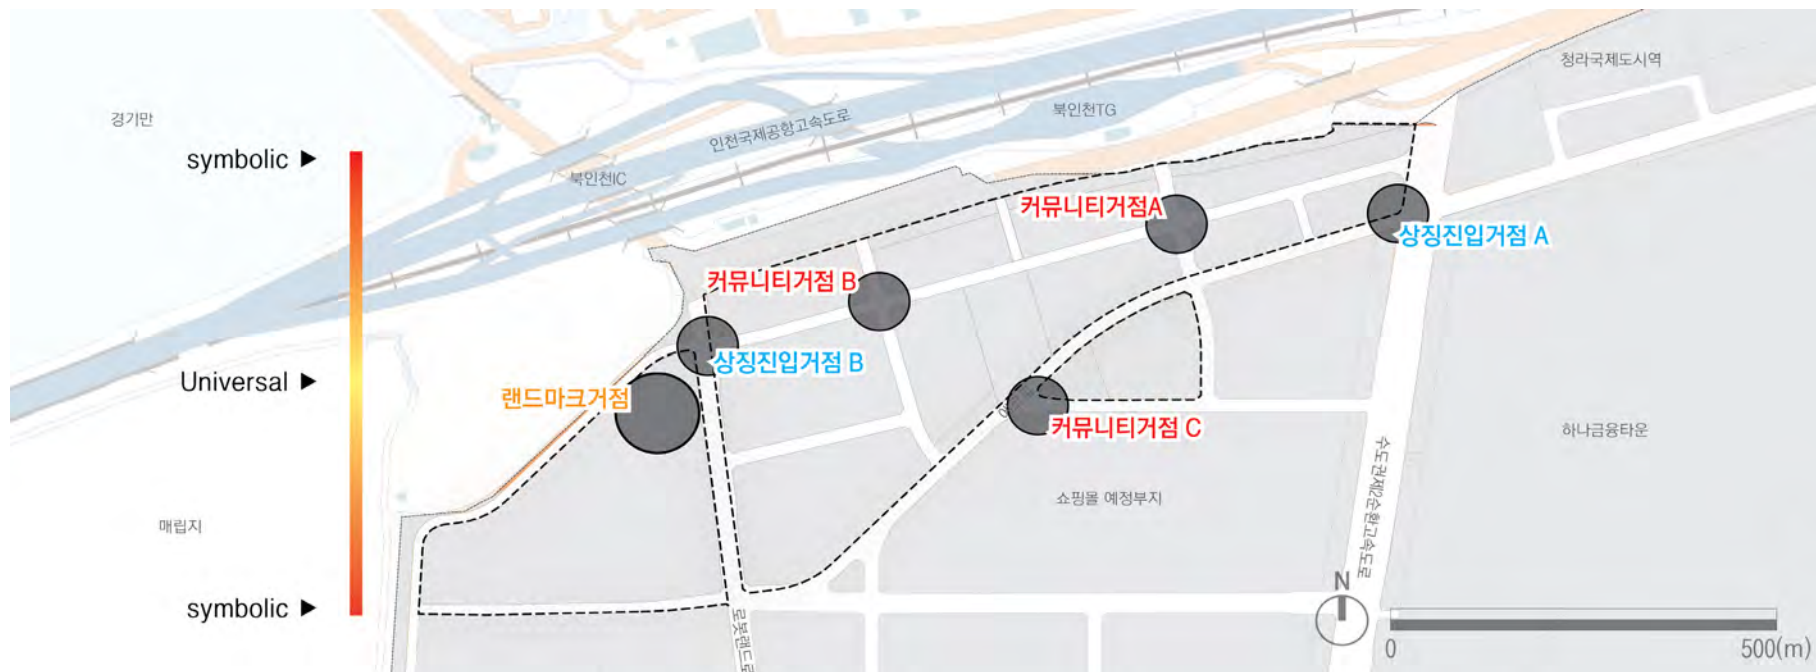 청라국제도시역
경기만
북인천TG
인천국제공항고속도로
symbolic ▶
북인천IC
커뮤니티거점A
상징진입거점 A
커뮤니티거점 B
상징진입거점 B
Universal ▶
랜드마크거점
커뮤니티거점 C
하나금융타운
수도권제2순환고속도로
쇼핑몰 예정부지
매립지
N
symbolic ▶
로봇랜드로
0
500(m)